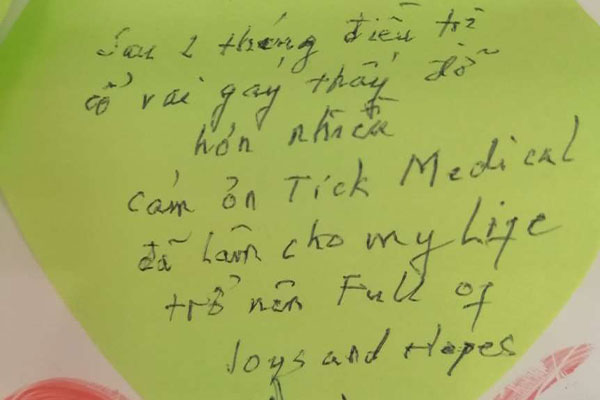 Sau 2 tháng điều trị
cổ vai gáy thấy đỡ
hơn nhiều
cảm ơn Tick Medical
đã làm cho my Life
trở nên Full of
Joys and Hopes